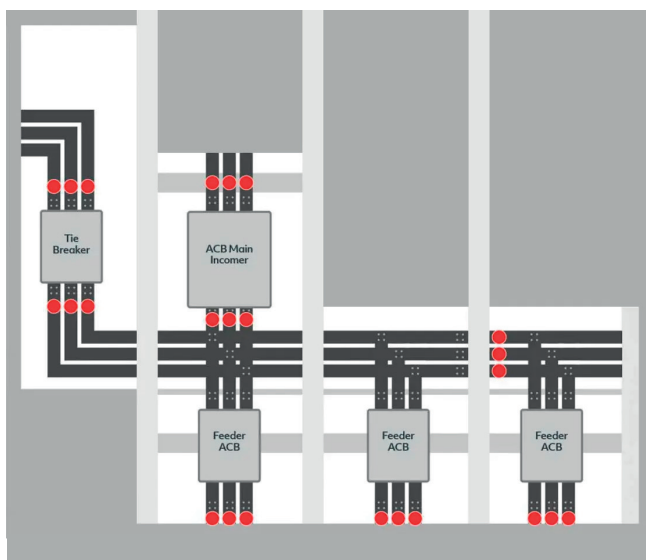 Tie
Breaker
ACB Main
Incomer
Feeder
ACB
Feeder
ACB
Feeder
ACB